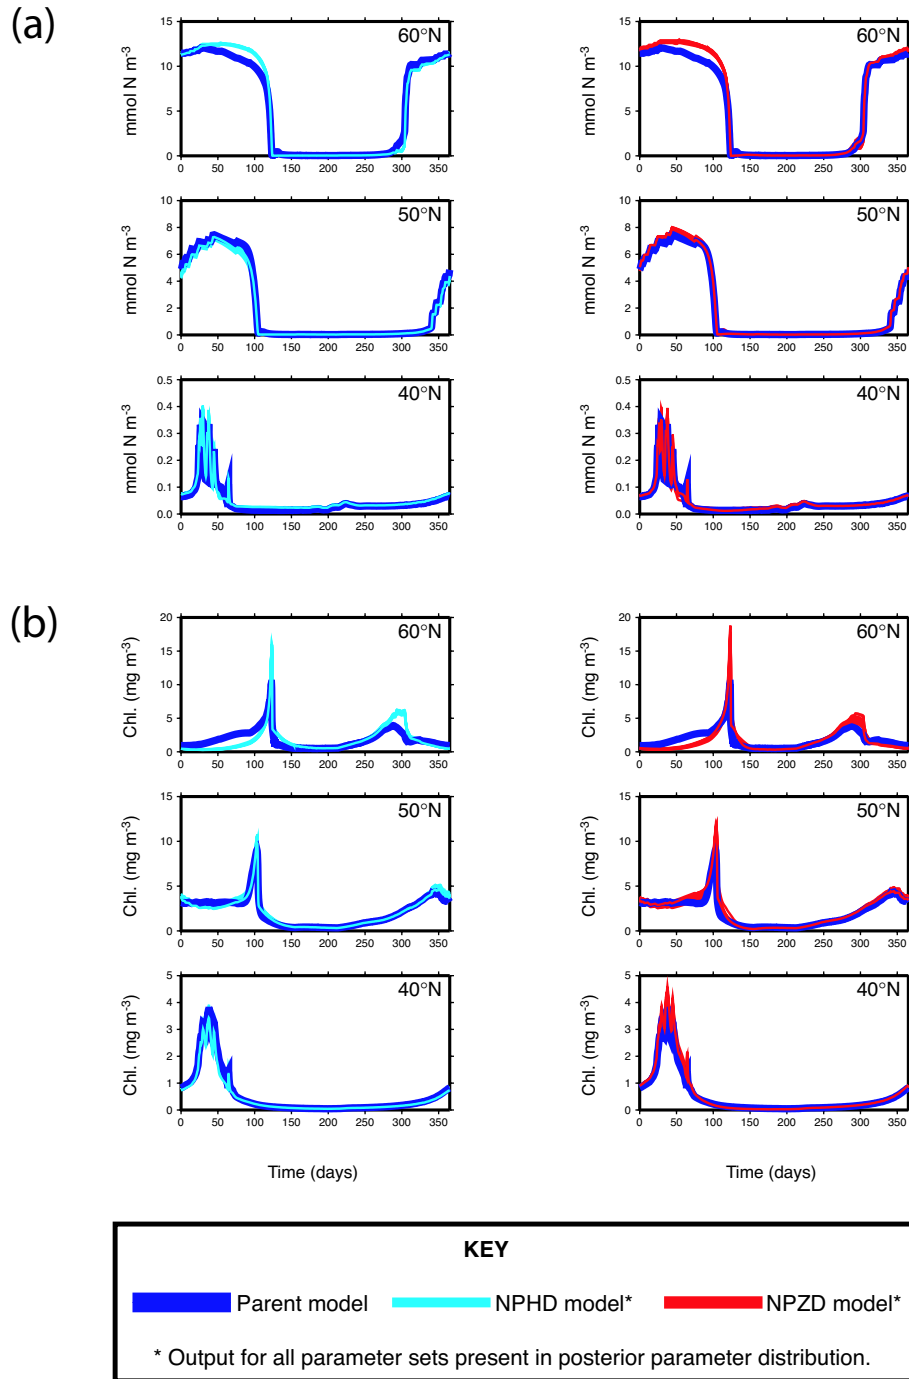 (a)
60°N
mmol N m-3
15
10
5
0
0 50 100 150 200 250 300 350
60°N
mmol N m-3
15
10
5
0
0 50 100 150 200 250 300 350
50°N
mmol N m-3
10
8
6
4
2
0
0 50 100 150 200 250 300 350
50°N
mmol N m-3
10
8
6
4
2
0
0 50 100 150 200 250 300 350
40°N
mmol N m-3
0.5
0.4
0.3
0.2
0.1
0.0
0 50 100 150 200 250 300 350
40°N
mmol N m-3
0.5
0.4
0.3
0.2
0.1
0.0
0 50 100 150 200 250 300 350
(b)
60°N
Chl. (mg m-3)
20
15
10
5
0
0 50 100 150 200 250 300 350
60°N
Chl. (mg m-3)
20
15
10
5
0
0 50 100 150 200 250 300 350
50°N
Chl. (mg m-3)
15
10
5
0
0 50 100 150 200 250 300 350
50°N
Chl. (mg m-3)
15
10
5
0
0 50 100 150 200 250 300 350
40°N
Chl. (mg m-3)
5
4
3
2
1
0
0 50 100 150 200 250 300 350
Time (days)
40°N
Chl. (mg m-3)
5
4
3
2
1
0
0 50 100 150 200 250 300 350
Time (days)
KEY
Parent model
NPHD model*
NPZD model*
* Output for all parameter sets present in posterior parameter distribution.